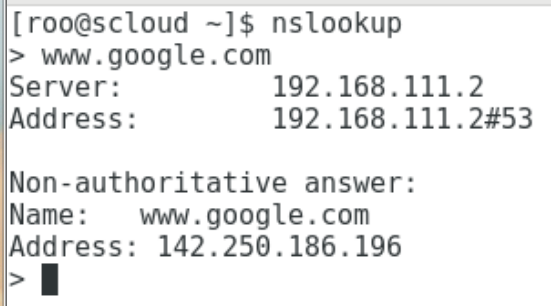 [roo@scloud ~]$ nslookup
> www.google.com
Server:         192.168.111.2
Address:        192.168.111.2#53

Non-authoritative answer:
Name:   www.google.com
Address: 142.250.186.196
>